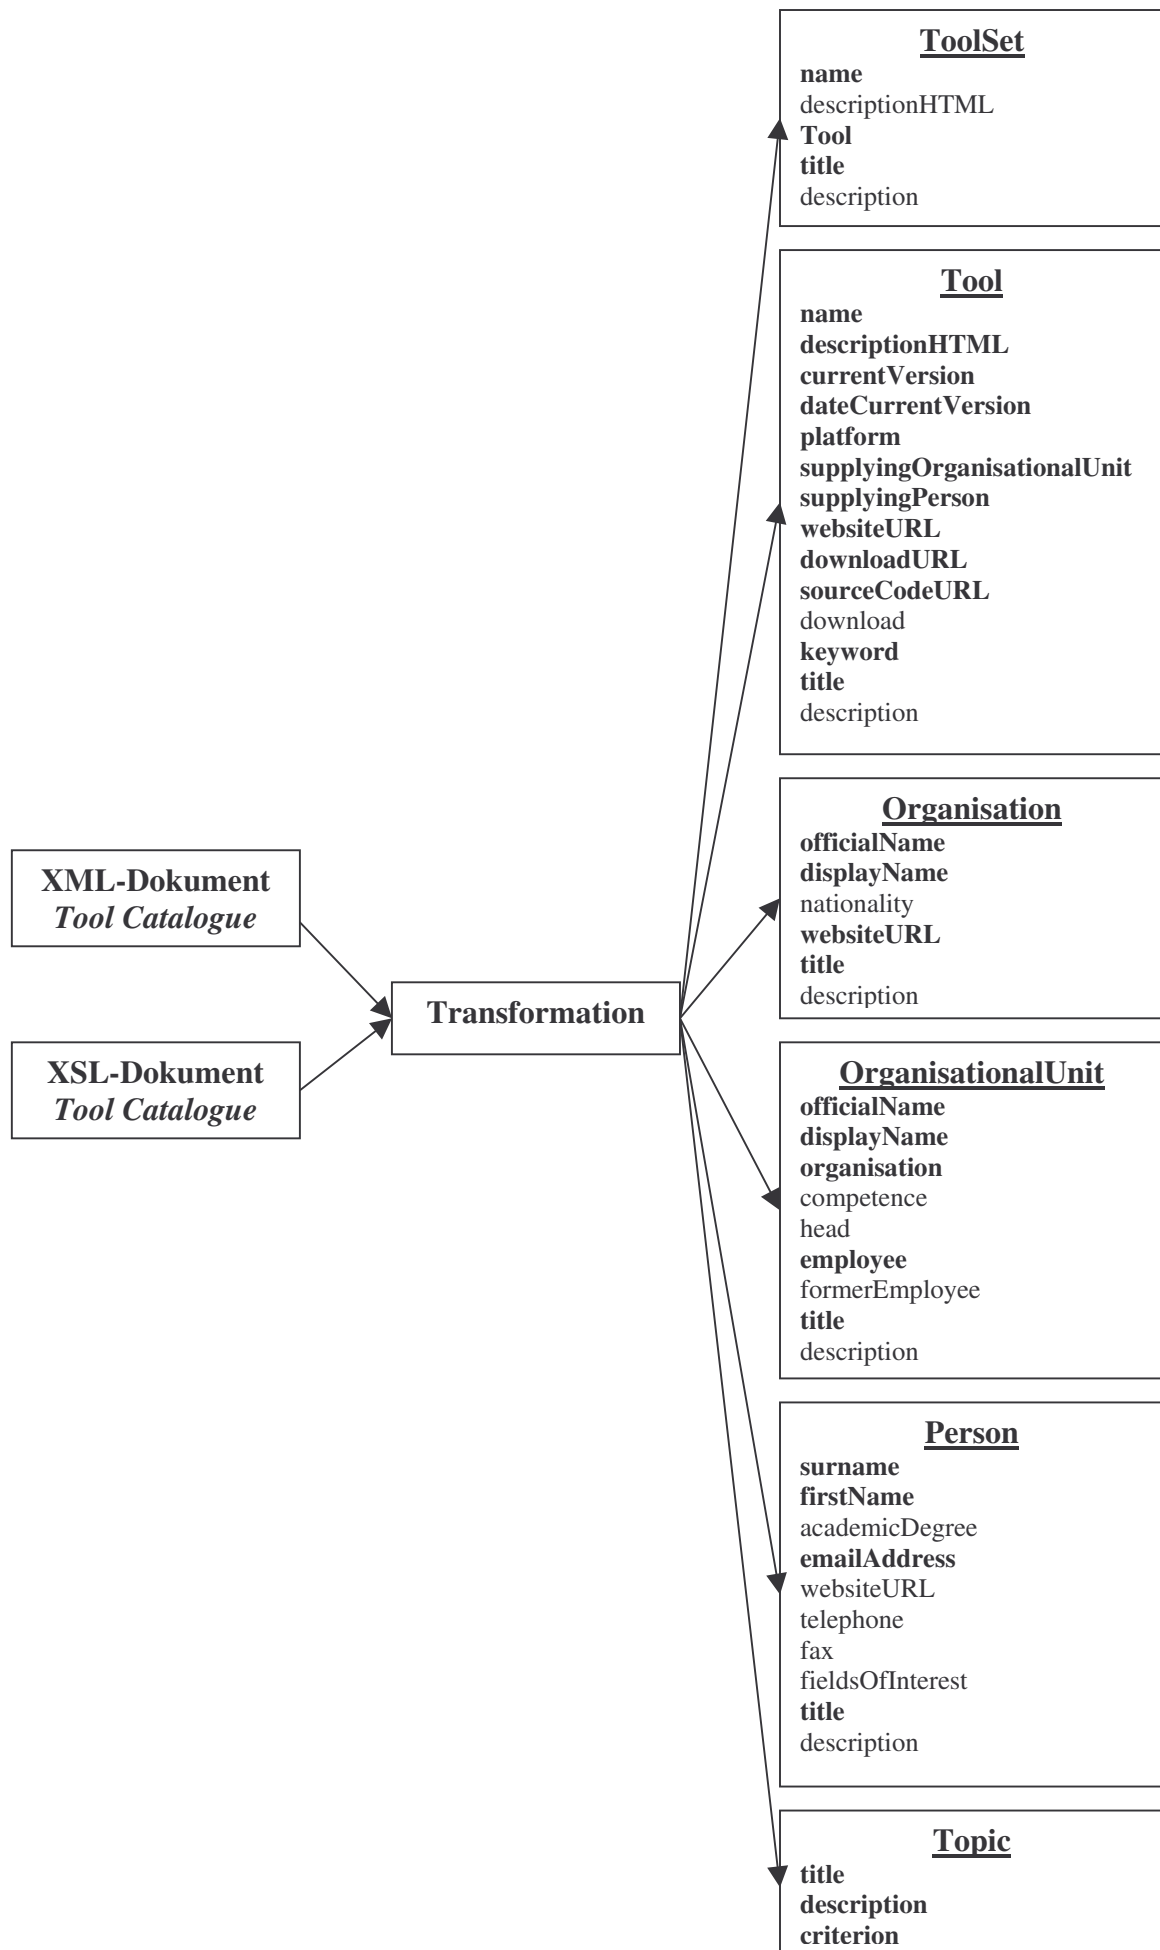 ToolSet
name
descriptionHTML
Tool
title
description
Tool
name
descriptionHTML
currentVersion
dateCurrentVersion
platform
supplyingOrganisationalUnit
supplyingPerson
websiteURL
downloadURL
sourceCodeURL
download
keyword
title
description
Organisation
officialName
displayName
nationality
websiteURL
title
description
XML-Dokument
Tool Catalogue
Transformation
XSL-Dokument
Tool Catalogue
OrganisationalUnit
officialName
displayName
organisation
competence
head
employee
formerEmployee
title
description
Person
surname
firstName
academicDegree
emailAddress
websiteURL
telephone
fax
fieldsOfInterest
title
description
Topic
title
description
criterion